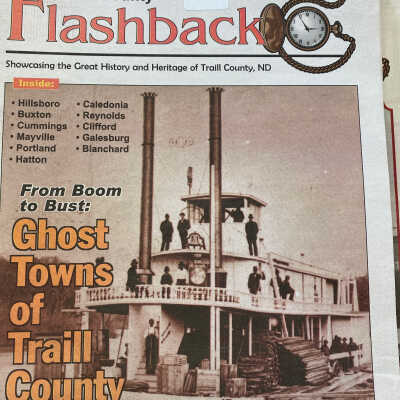 Flashback
Showcasing the Great History and Heritage of Traill County, ND
Inside:
• Hillsboro
• Buxton
• Cummings
• Mayville
• Portland
• Hatton
• Caledonia
• Reynolds
• Clifford
• Galesburg
• Blanchard
From Boom
to Bust:
Ghost
Towns
of
Traill
County